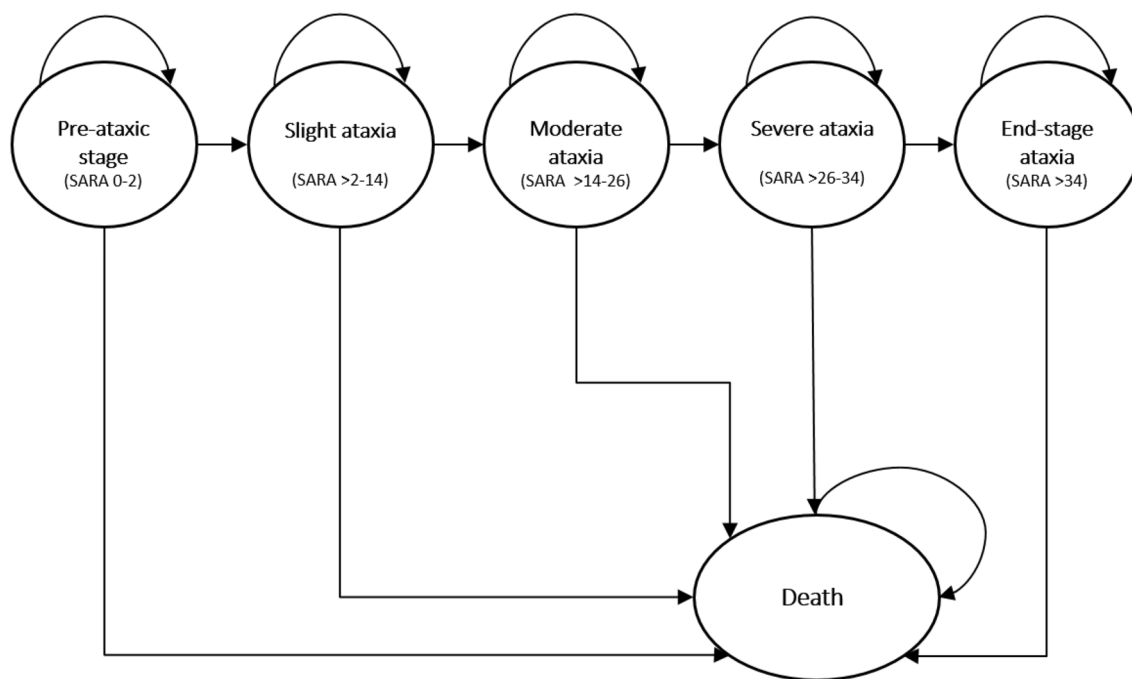 Pre-ataxic
stage
(SARA 0-2)
Slight ataxia
(SARA >2-14)
Moderate
ataxia
(SARA  >14-26)
Severe ataxia
(SARA >26-34)
End-stage
ataxia
(SARA >34)
Death